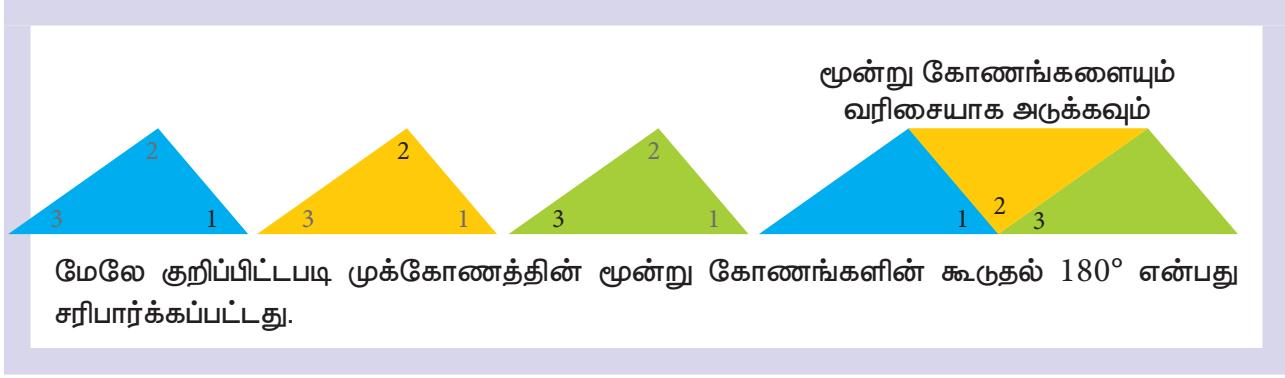 மூன்று கோணங்களையும்
வரிசையாக அடுக்கவும்
2 2 2
3 1 3 1 3 1 1 2 3
மேலே குறிப்பிட்டபடி முக்கோணத்தின் மூன்று கோணங்களின் கூடுதல் 180° என்பது
சரிபார்க்கப்பட்டது.